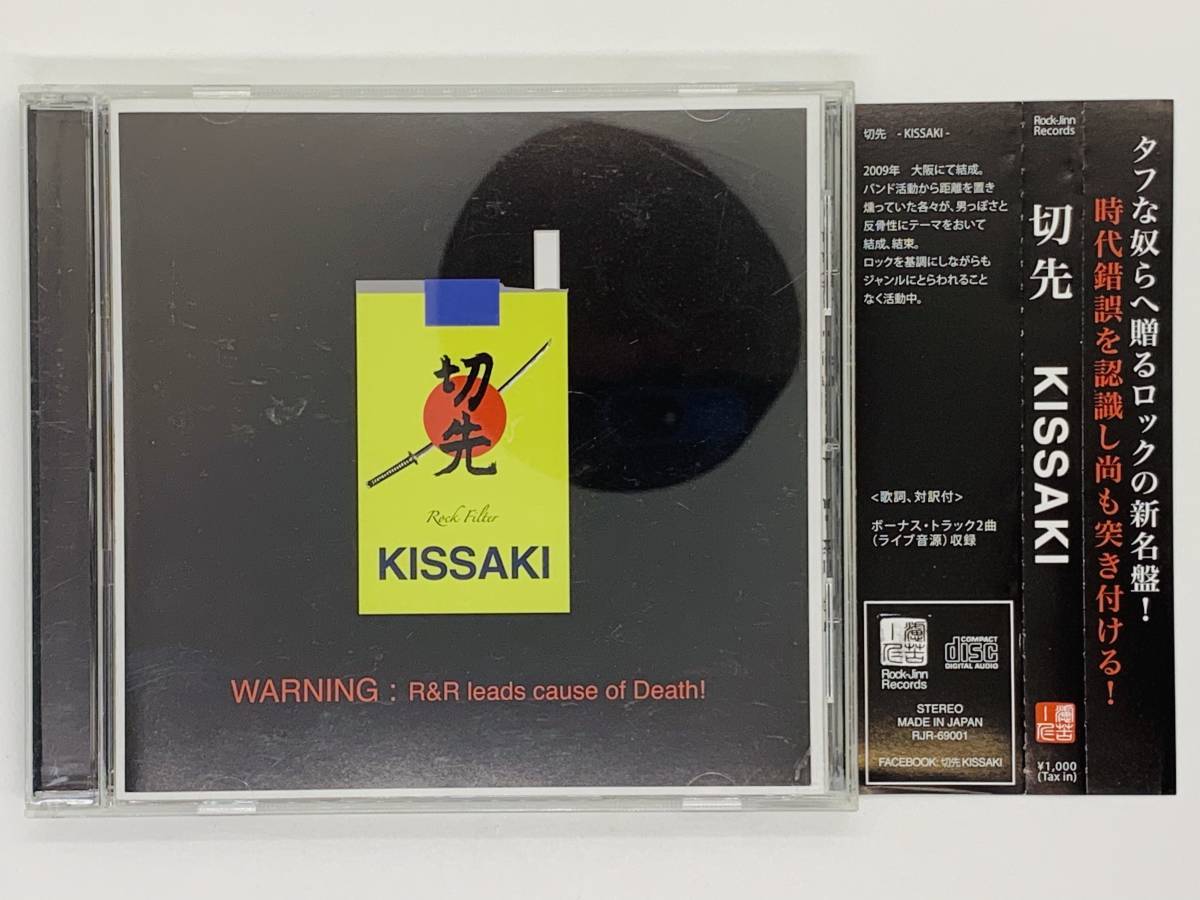 切先
Rock Filter
KISSAKI
WARNING : R&R leads cause of Death!
切先 - KISSAKI -
2009年 大阪にて結成。
バンド活動から距離を置き
燻っていた各々が、男っぽさと
反骨性にテーマをおいて
結成、結束。
ロックを基調にしながらも
ジャンルにとらわれること
なく活動中。
<歌詞、対訳付>
ボーナス・トラック2曲
(ライブ音源)収録
Rock-Jinn
Records
COMPACT
disc
DIGITAL AUDIO
STEREO
MADE IN JAPAN
RJR-69001
FACEBOOK: 切先 KISSAKI
Rock-Jinn
Records
切先 KISSAKI
¥1,000
(Tax in)
タフな奴らへ贈るロックの新名盤!
時代錯誤を認識し尚も突き付ける!